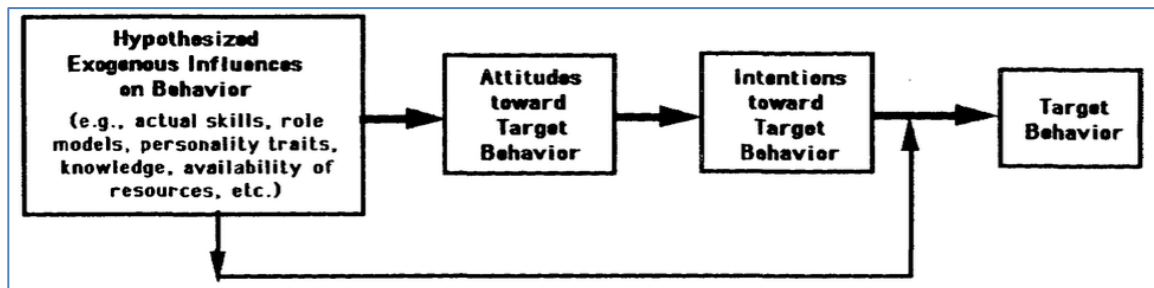 Hypothesized
Exogenous Influences
on Behavior
(e.g., actual skills, role
models, personality traits,
knowledge, availability of
resources, etc.)
Attitudes
toward
Target
Behavior
Intentions
toward
Target
Behavior
Target
Behavior